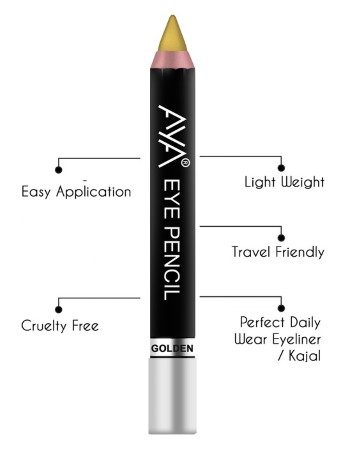 AYA®
EYE PENCIL
GOLDEN
Easy Application
Cruelty Free
Light Weight
Travel Friendly
Perfect Daily
Wear Eyeliner
/ Kajal